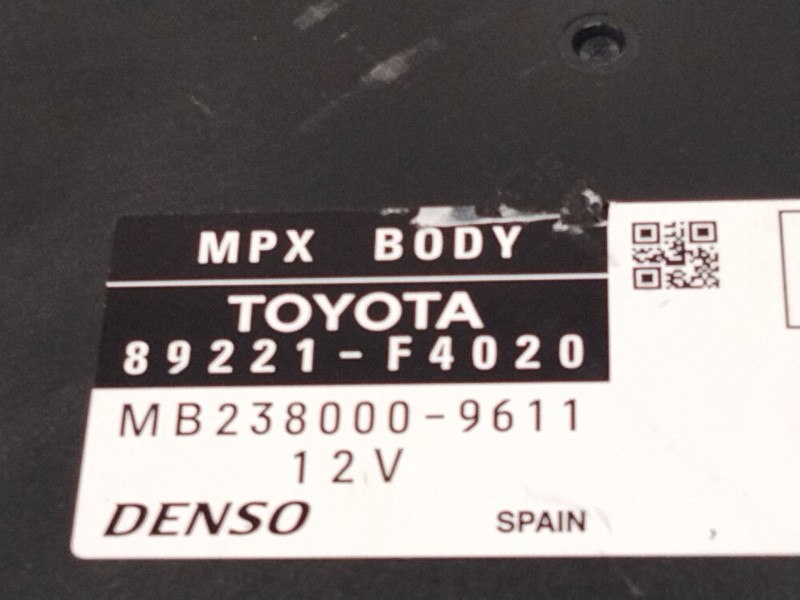 MPX BODY
TOYOTA
89221-F4020
MB238000-9611
12V
DENSO SPAIN